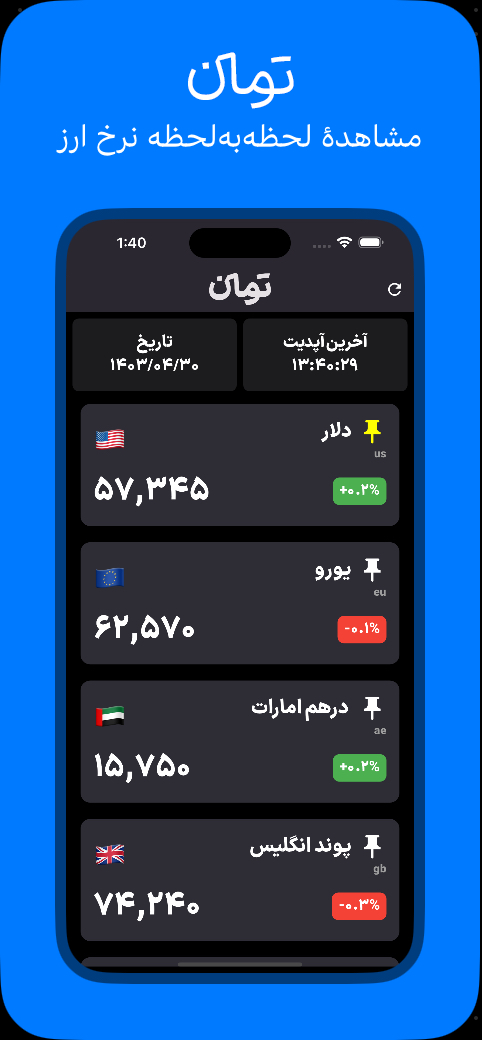 تومان
مشاهدهٔ لحظه‌به‌لحظه نرخ ارز
1:40
تومان
آخرین آپدیت
۱۳:۴۰:۲۹
تاریخ
۱۴۰۳/۰۴/۳۰
دلار
us
۵۷,۳۴۵
+۰.۲%
یورو
eu
۶۲,۵۷۰
-۰.۱%
درهم امارات
ae
۱۵,۷۵۰
+۰.۲%
پوند انگلیس
gb
۷۴,۲۴۰
-۰.۳%